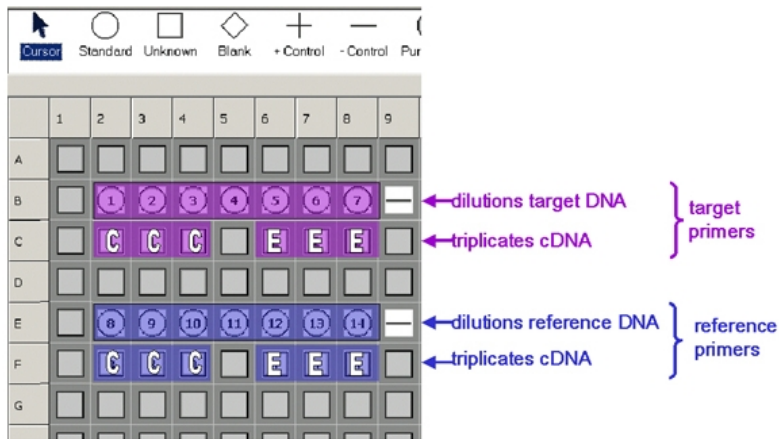 Cursor Standard Unknown Blank + Control - Control Pur
1 2 3 4 5 6 7 8 9
A
B 1 2 3 4 5 6 7 dilutions target DNA
target
primers
C C C C E E E triplicates cDNA
D
E 8 9 10 11 12 13 14 dilutions reference DNA
reference
primers
F C C C E E E triplicates cDNA
G